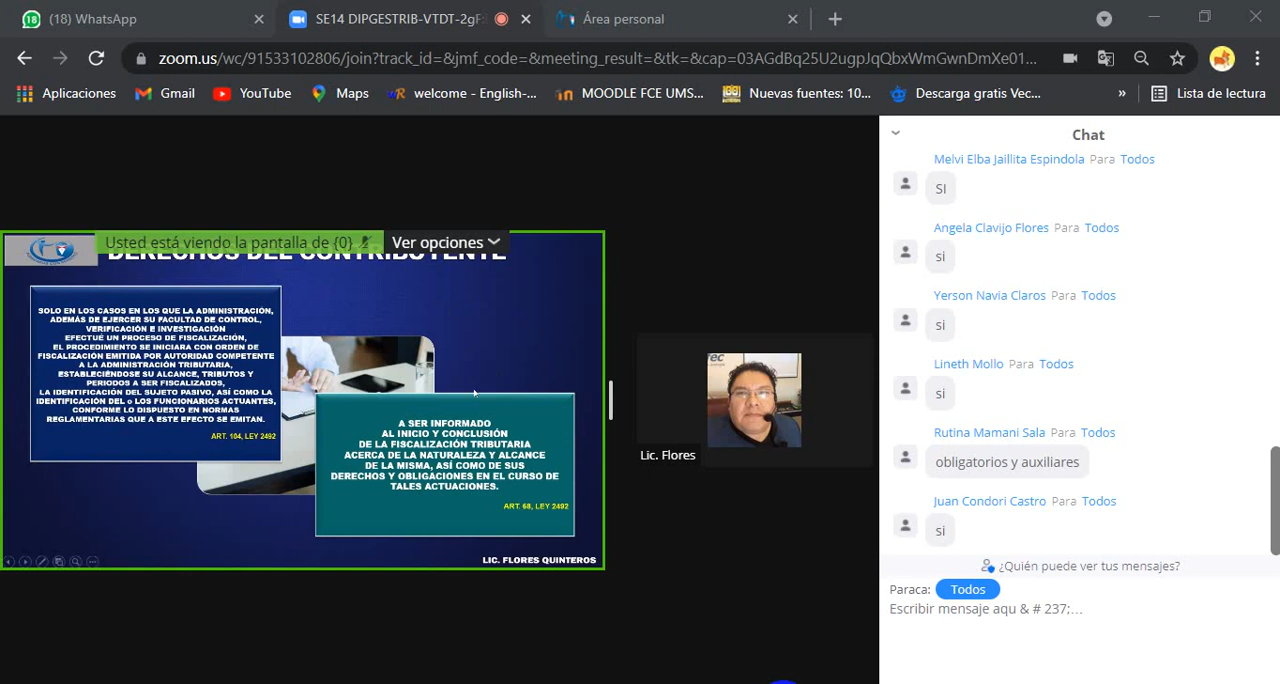 (18) WhatsApp
SE14 DIPGESTRIB-VTDT-2gF:
Área personal
zoom.us/wc/91533102806/join?track_id=&jmf_code=&meeting_result=&tk=&cap=03AGdBq25U2ugpJqQbxWmGwnDmXe01...
Aplicaciones
Gmail
YouTube
Maps
welcome - English-...
MOODLE FCE UMS...
Nuevas fuentes: 10...
Descarga gratis Vec...
»
Lista de lectura
Usted está viendo la pantalla de {0}
Ver opciones
DERECHOS DEL CONTRIBUYENTE
SOLO EN LOS CASOS EN LOS QUE LA ADMINISTRACIÓN,
ADEMÁS DE EJERCER SU FACULTAD DE CONTROL,
VERIFICACIÓN E INVESTIGACIÓN
EFECTUÉ UN PROCESO DE FISCALIZACIÓN,
EL PROCEDIMIENTO SE INICIARÁ CON ORDEN DE
FISCALIZACIÓN EMITIDA POR AUTORIDAD COMPETENTE
A LA ADMINISTRACIÓN TRIBUTARIA,
ESTABLECIÉNDOSE SU ALCANCE, TRIBUTOS Y
PERIODOS A SER FISCALIZADOS,
LA IDENTIFICACIÓN DEL SUJETO PASIVO, ASÍ COMO LA
IDENTIFICACIÓN DEL o LOS FUNCIONARIOS ACTUANTES,
CONFORME LO DISPUESTO EN NORMAS
REGLAMENTARIAS QUE A ESTE EFECTO SE EMITAN.
ART. 104, LEY 2492
A SER INFORMADO
AL INICIO Y CONCLUSIÓN
DE LA FISCALIZACIÓN TRIBUTARIA
ACERCA DE LA NATURALEZA Y ALCANCE
DE LA MISMA, ASÍ COMO DE SUS
DERECHOS Y OBLIGACIONES EN EL CURSO DE
TALES ACTUACIONES.
ART. 68, LEY 2492
LIC. FLORES QUINTEROS
Lic. Flores
Chat
Melvi Elba Jaillita Espindola Para Todos
SI
Angela Clavijo Flores Para Todos
si
Yerson Navia Claros Para Todos
si
Lineth Mollo Para Todos
si
Rutina Mamani Sala Para Todos
obligatorios y auxiliares
Juan Condori Castro Para Todos
si
¿Quién puede ver tus mensajes?
Paraca: Todos
Escribir mensaje aqu & # 237;...